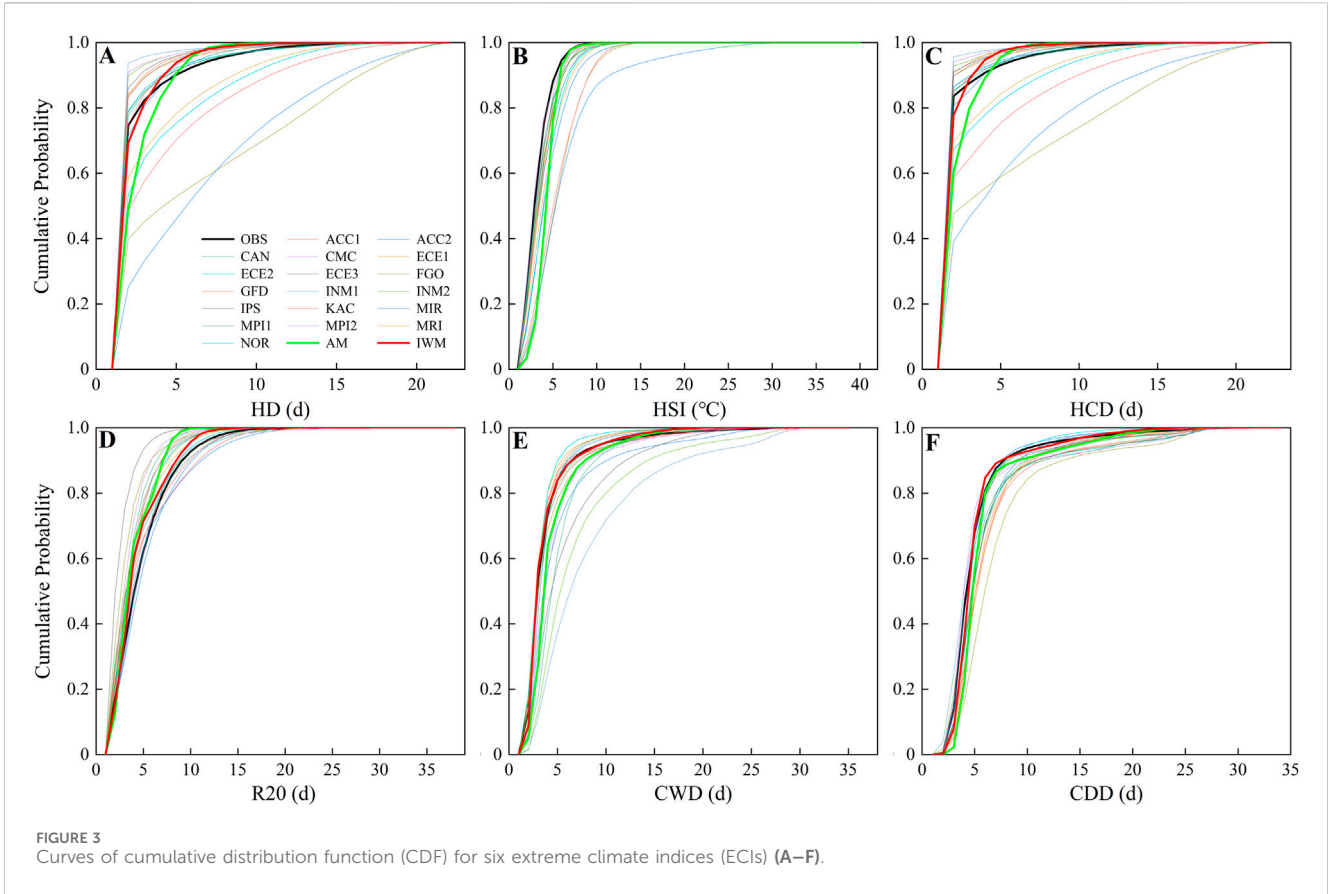 A
1.0
0.8
0.6
0.4
0.2
0
Cumulative Probability
OBS ACC1 ACC2
CAN CMC ECE1
ECE2 ECE3 FGO
GFD INM1 INM2
IPS KAC MIR
MPI1 MPI2 MRI
NOR AM IWM
0 5 10 15 20
HD (d)
B
1.0
0.8
0.6
0.4
0.2
0
0 5 10 15 20 25 30 35 40
HSI (℃)
C
1.0
0.8
0.6
0.4
0.2
0
0 5 10 15 20
HCD (d)
D
1.0
0.8
0.6
0.4
0.2
0
Cumulative Probability
0 5 10 15 20 25 30 35
R20 (d)
E
1.0
0.8
0.6
0.4
0.2
0
0 5 10 15 20 25 30 35
CWD (d)
F
1.0
0.8
0.6
0.4
0.2
0
0 5 10 15 20 25 30 35
CDD (d)
FIGURE 3
Curves of cumulative distribution function (CDF) for six extreme climate indices (ECIs) (A–F).